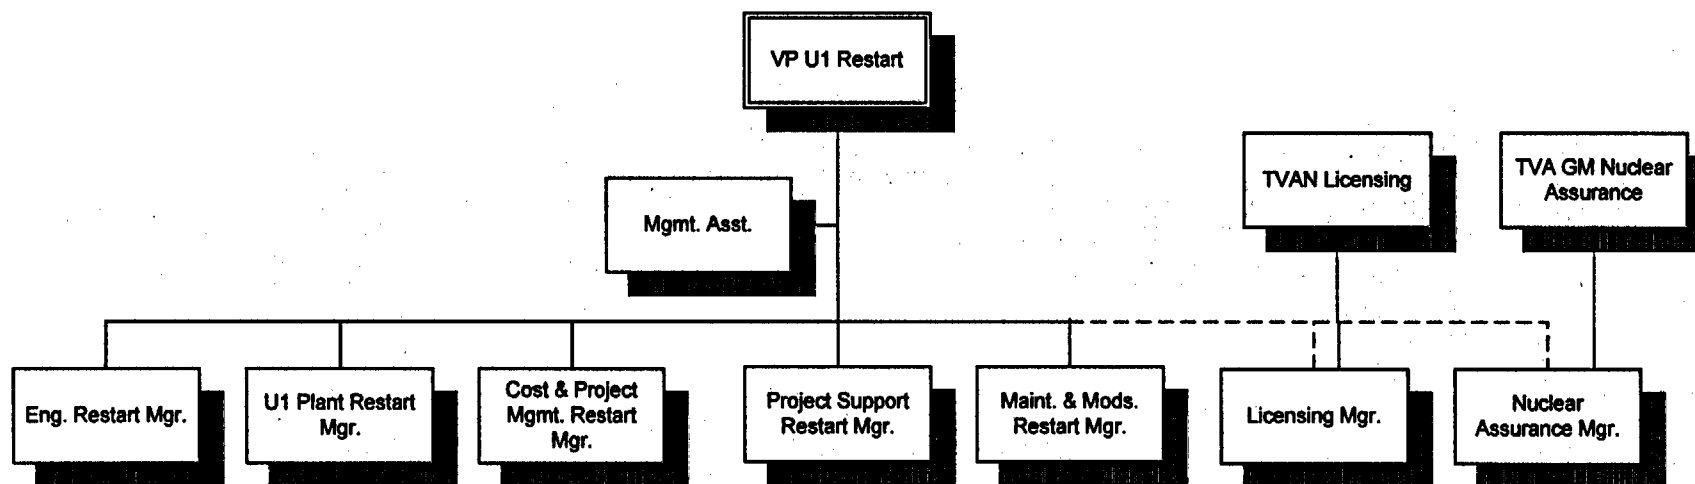 VP U1 Restart
TVAN Licensing
TVA GM Nuclear
Assurance
Mgmt. Asst.
Eng. Restart Mgr.
U1 Plant Restart
Mgr.
Cost & Project
Mgmt. Restart
Mgr.
Project Support
Restart Mgr.
Maint. & Mods.
Restart Mgr.
Licensing Mgr.
Nuclear
Assurance Mgr.